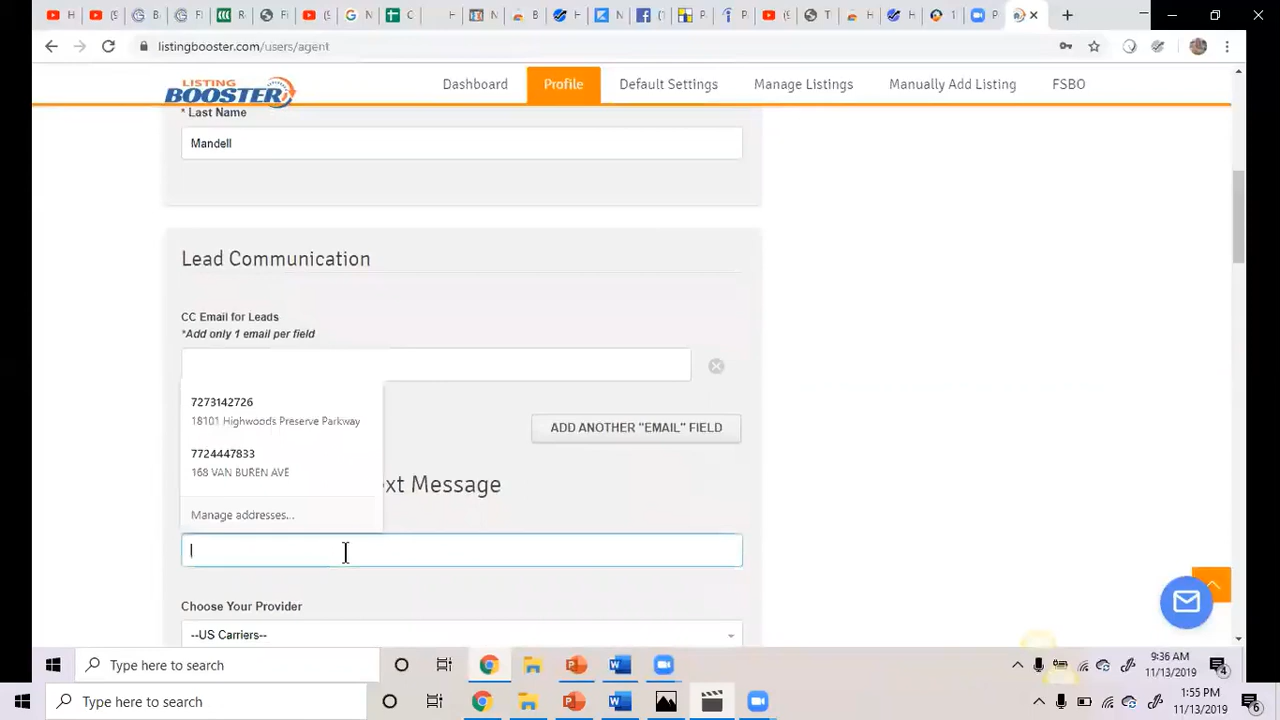 listingbooster.com/users/agent
LISTING
BOOSTER
Dashboard
Profile
Default Settings
Manage Listings
Manually Add Listing
FSBO
* Last Name
Mandell
Lead Communication
CC Email for Leads
*Add only 1 email per field
7273142726
18101 Highwoods Preserve Parkway
7724447833
168 VAN BUREN AVE
Manage addresses...
ADD ANOTHER "EMAIL" FIELD
ext Message
Choose Your Provider
--US Carriers--
Type here to search
9:36 AM
11/13/2019
4
Type here to search
1:55 PM
11/13/2019
6